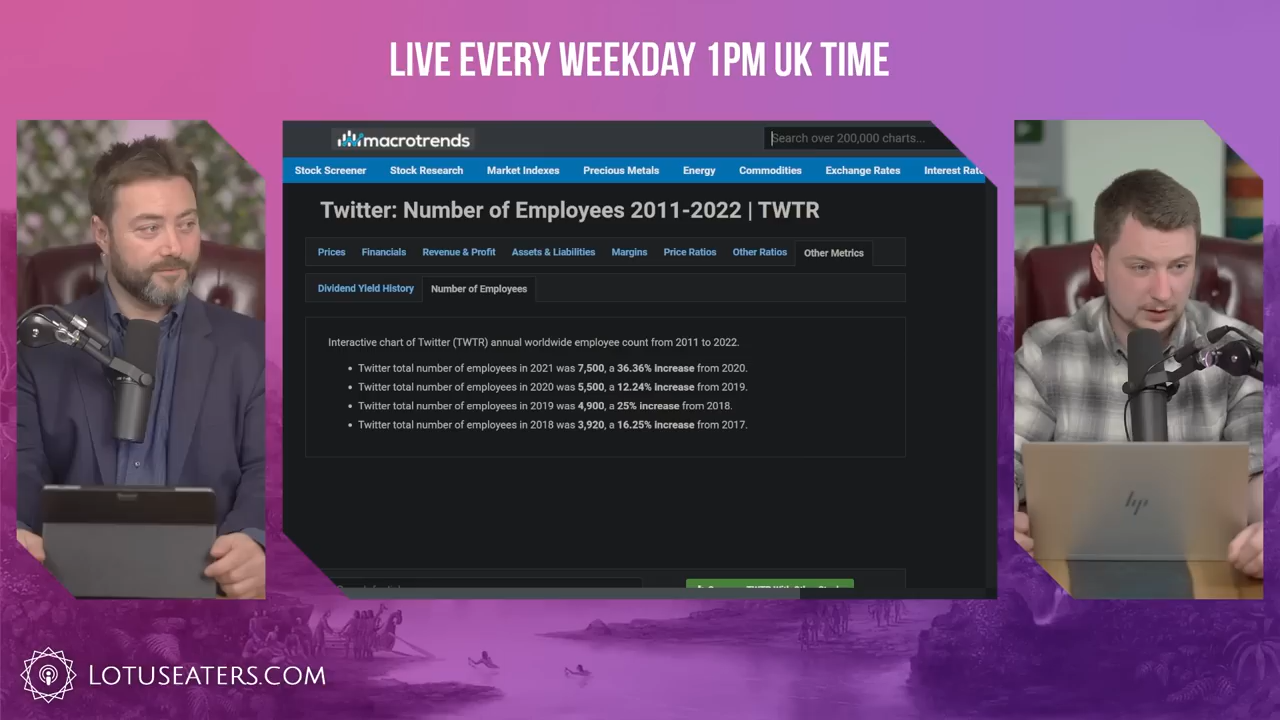 LIVE EVERY WEEKDAY 1PM UK TIME
macrotrends
Search over 200,000 charts...
Stock Screener Stock Research Market Indexes Precious Metals Energy Commodities Exchange Rates Interest
Twitter: Number of Employees 2011-2022 | TWTR
Prices Financials Revenue & Profit Assets & Liabilities Margins Price Ratios Other Ratios Other Metrics
Dividend Yield History Number of Employees
Interactive chart of Twitter (TWTR) annual worldwide employee count from 2011 to 2022.
• Twitter total number of employees in 2021 was 7,500, a 36.36% increase from 2020.
• Twitter total number of employees in 2020 was 5,500, a 12.24% increase from 2019.
• Twitter total number of employees in 2019 was 4,900, a 25% increase from 2018.
• Twitter total number of employees in 2018 was 3,920, a 16.25% increase from 2017.
hp
LOTUSEATERS.COM